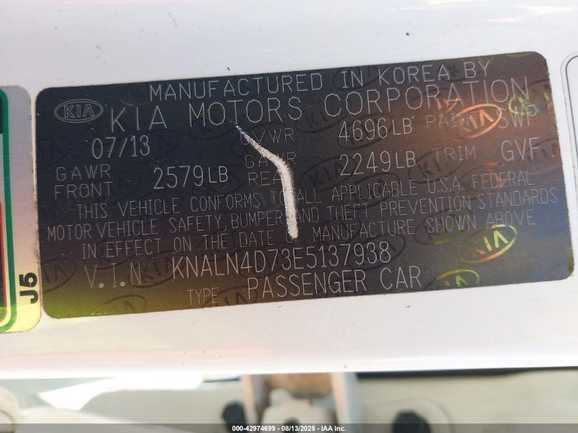 MANUFACTURED IN KOREA BY
KIA KIA MOTORS CORPORATION
07/13 GVWR 4696LB PAINT SWP
GAWR FRONT 2579LB GAWR REAR 2249LB TRIM GVF
THIS VEHICLE CONFORMS TO ALL APPLICABLE U.S.A. FEDERAL
MOTOR VEHICLE SAFETY, BUMPER, AND THEFT PREVENTION STANDARDS
IN EFFECT ON THE DATE OF MANUFACTURE SHOWN ABOVE
V.I.N. KNALN4D73E5137938
TYPE PASSENGER CAR
J5
000-42974699 - 08/13/2025 - IAA Inc.